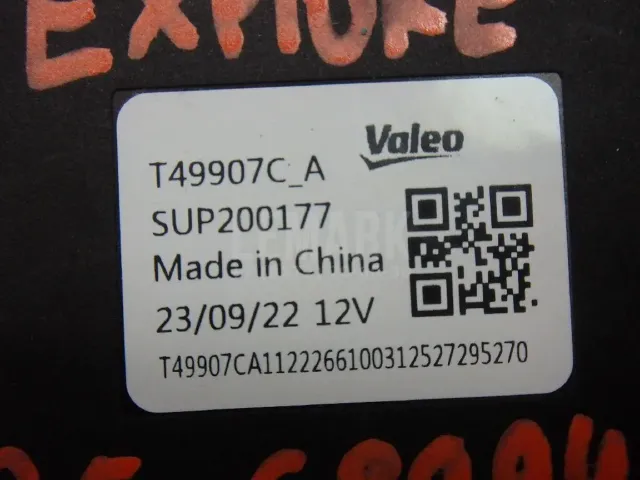 EXPLORE
Valeo
T49907C_A
SUP200177
Made in China
23/09/22 12V
T49907CA1122266100312527295270